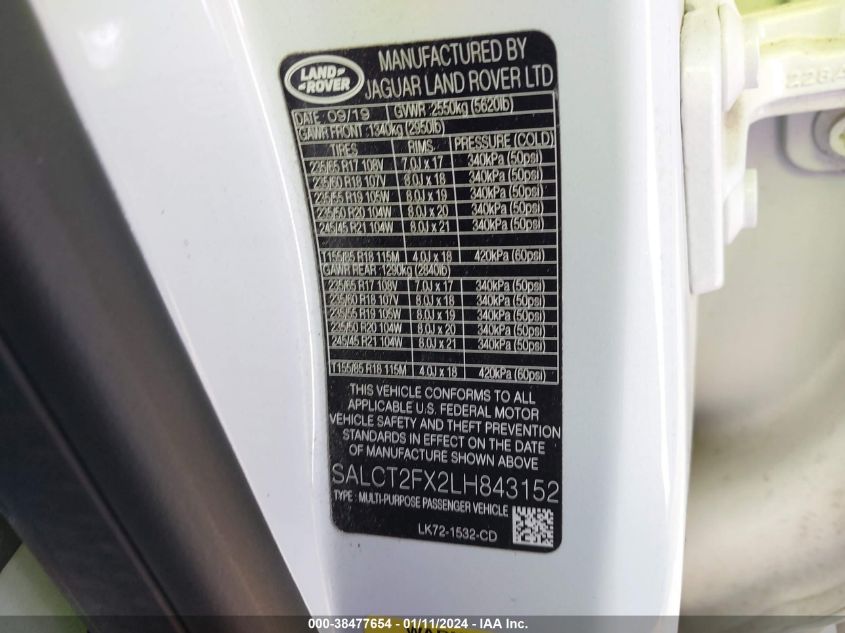 LAND
ROVER
MANUFACTURED BY
JAGUAR LAND ROVER LTD
DATE: 09/19 GVWR: 2550kg (5620lb)
GAWR FRONT: 1340kg (2950lb)
TIRES RIMS. PRESSURE (COLD)
235/65 R17 108V 7.0J x 17 340kPa (50psi)
235/60 R18 107V 8.0J x 18 340kPa (50psi)
235/55 R19 105W 8.0J x 19 340kPa (50psi)
235/50 R20 104W 8.0J x 20 340kPa (50psi)
245/45 R21 104W 8.0J x 21 340kPa (50psi)
T155/85 R18 115M 4.0J x 18 420kPa (60psi)
GAWR REAR: 1290kg (2840lb)
235/65 R17 108V 7.0J x 17 340kPa (50psi)
235/60 R18 107V 8.0J x 18 340kPa (50psi)
235/55 R19 105W 8.0J x 19 340kPa (50psi)
235/50 R20 104W 8.0J x 20 340kPa (50psi)
245/45 R21 104W 8.0J x 21 340kPa (50psi)
T155/85 R18 115M 4.0J x 18 420kPa (60psi)
THIS VEHICLE CONFORMS TO ALL
APPLICABLE U.S. FEDERAL MOTOR
VEHICLE SAFETY AND THEFT PREVENTION
STANDARDS IN EFFECT ON THE DATE
OF MANUFACTURE SHOWN ABOVE
SALCT2FX2LH843152
TYPE : MULTI-PURPOSE PASSENGER VEHICLE
LK72-1532-CD
000-38477654 - 01/11/2024 - IAA Inc.